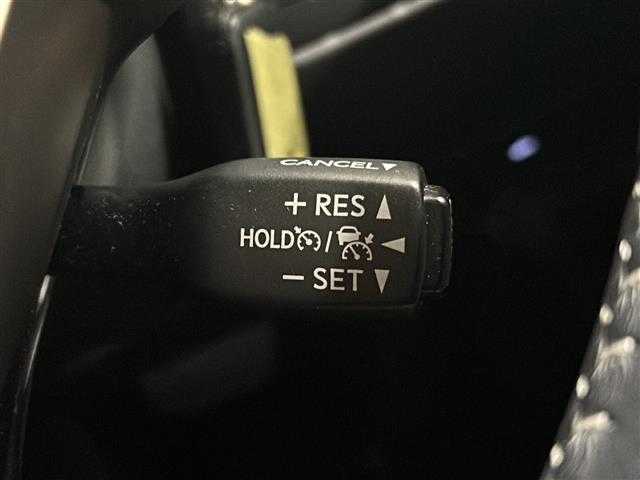 CANCEL▼
+ RES ▲
HOLD / ◀
− SET ▼